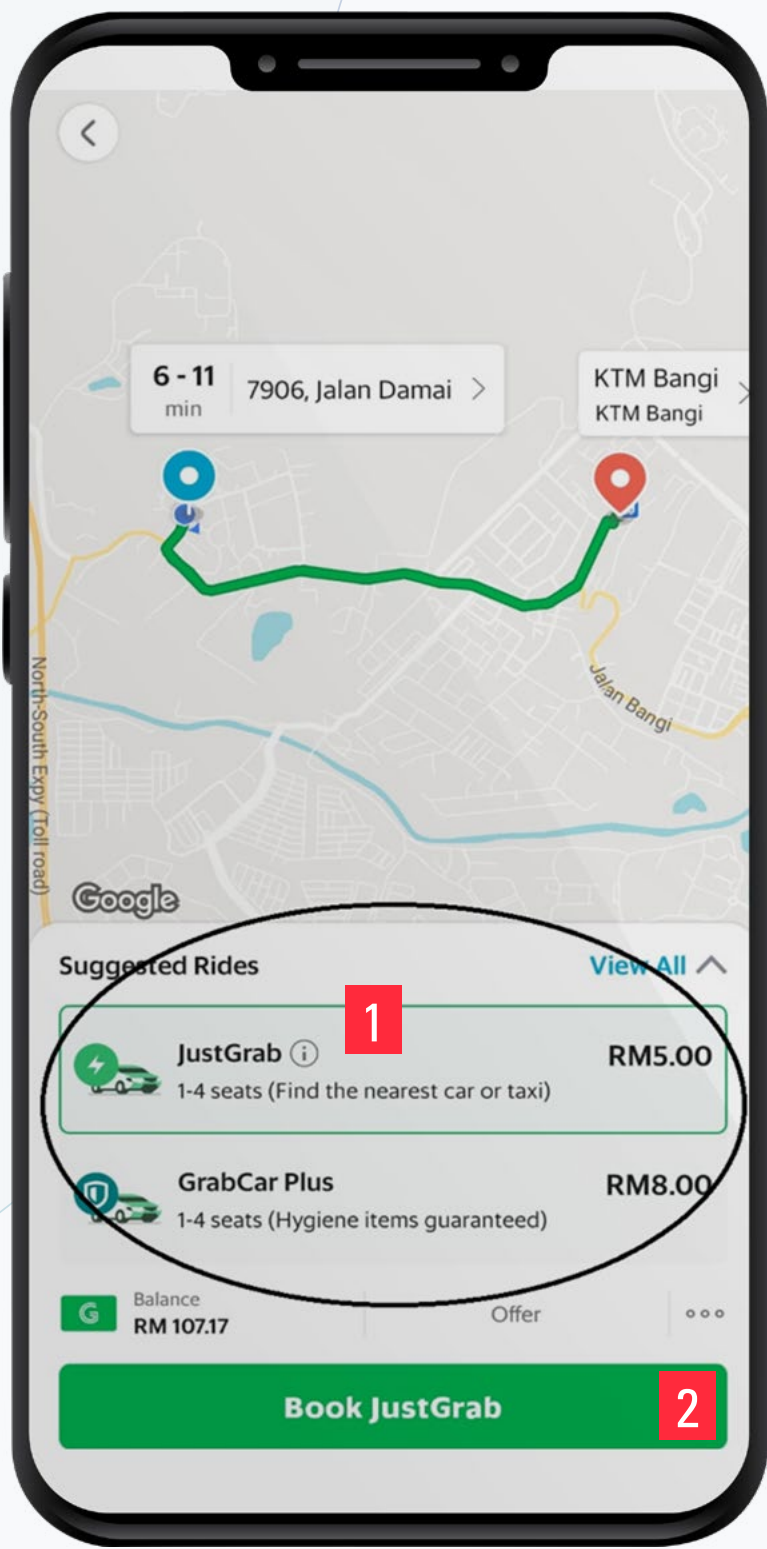 6 - 11
min
7906, Jalan Damai
KTM Bangi
KTM Bangi
North-South Expy (Toll road)
Jalan Bangi
Google
Suggested Rides
View All
1
JustGrab
RM5.00
1-4 seats (Find the nearest car or taxi)
GrabCar Plus
RM8.00
1-4 seats (Hygiene items guaranteed)
G
Balance
RM 107.17
Offer
Book JustGrab
2